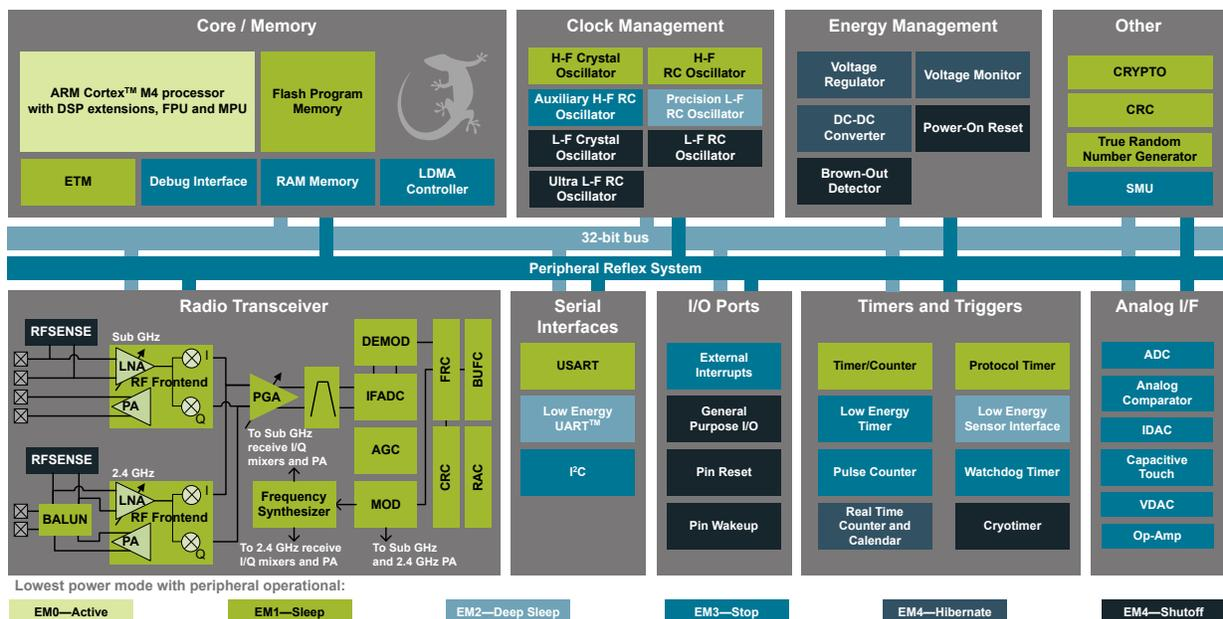 Core / Memory
ARM Cortex™ M4 processor
with DSP extensions, FPU and MPU
Flash Program
Memory
ETM
Debug Interface
RAM Memory
LDMA
Controller
Clock Management
H-F Crystal
Oscillator
H-F
RC Oscillator
Auxiliary H-F RC
Oscillator
Precision L-F
RC Oscillator
L-F Crystal
Oscillator
L-F RC
Oscillator
Ultra L-F RC
Oscillator
Energy Management
Voltage
Regulator
Voltage Monitor
DC-DC
Converter
Power-On Reset
Brown-Out
Detector
Other
CRYPTO
CRC
True Random
Number Generator
SMU
32-bit bus
Peripheral Reflex System
Radio Transceiver
RFSENSE
Sub GHz
LNA
RF Frontend
PA
I
Q
RFSENSE
BALUN
2.4 GHz
LNA
RF Frontend
PA
I
Q
PGA
To Sub GHz
receive I/Q
mixers and PA
Frequency
Synthesizer
To 2.4 GHz receive
I/Q mixers and PA
DEMOD
IFADC
AGC
MOD
To Sub GHz
and 2.4 GHz PA
FRC
BUFC
CRC
RAC
Serial
Interfaces
USART
Low Energy
UART™
I²C
I/O Ports
External
Interrupts
General
Purpose I/O
Pin Reset
Pin Wakeup
Timers and Triggers
Timer/Counter
Protocol Timer
Low Energy
Timer
Low Energy
Sensor Interface
Pulse Counter
Watchdog Timer
Real Time
Counter and
Calendar
Cryotimer
Analog I/F
ADC
Analog
Comparator
IDAC
Capacitive
Touch
VDAC
Op-Amp
Lowest power mode with peripheral operational:
EM0—Active
EM1—Sleep
EM2—Deep Sleep
EM3—Stop
EM4—Hibernate
EM4—Shutoff